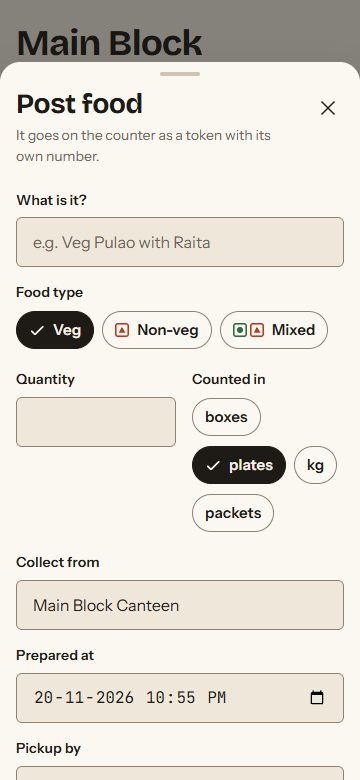 Main Block
Post food
It goes on the counter as a token with its
own number.
What is it?
e.g. Veg Pulao with Raita
Food type
Veg Non-veg Mixed
Quantity Counted in
boxes
plates kg
packets
Collect from
Main Block Canteen
Prepared at
20-11-2026 10:55 PM
Pickup by